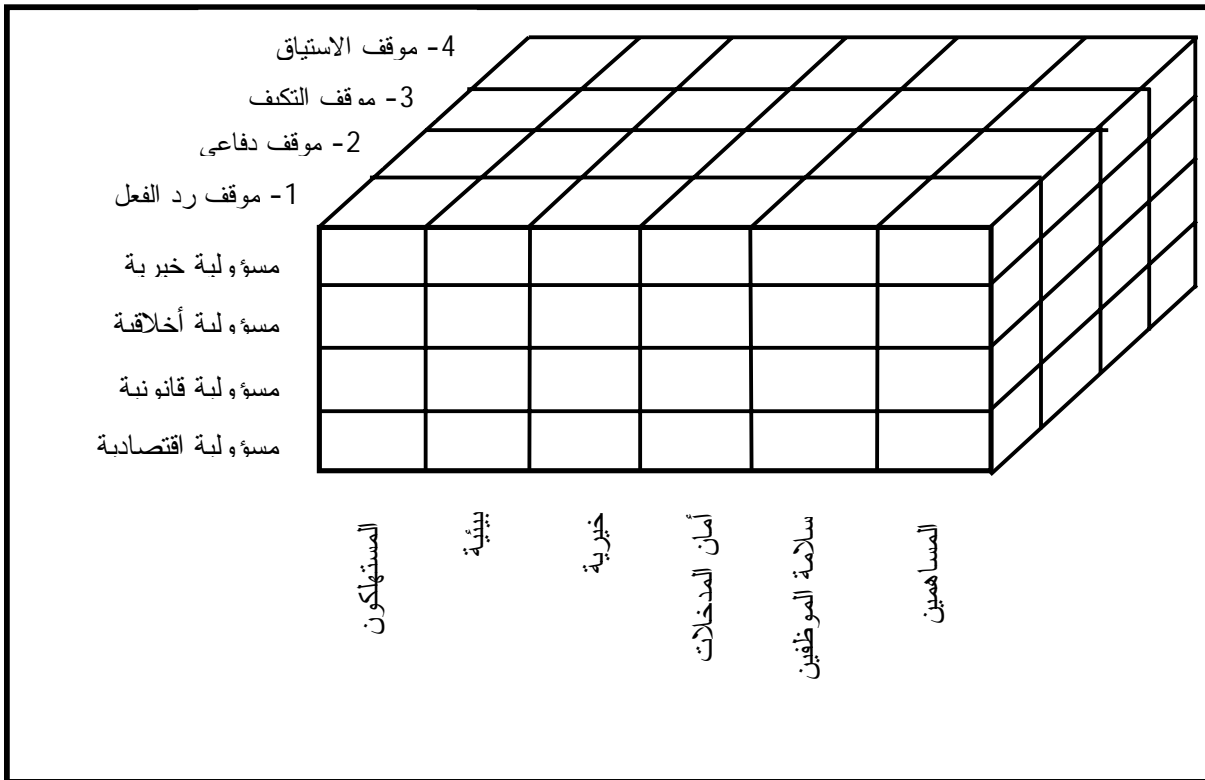 4- موقف الاستياق
3- موقف التكيف
2- موقف دفاعي
1- موقف رد الفعل
مسؤولية خيرية
مسؤولية أخلاقية
مسؤولية قانونية
مسؤولية اقتصادية
المستهلكون
بيئية
خيرية
أمان المدخلات
سلامة الموظفين
المساهمين